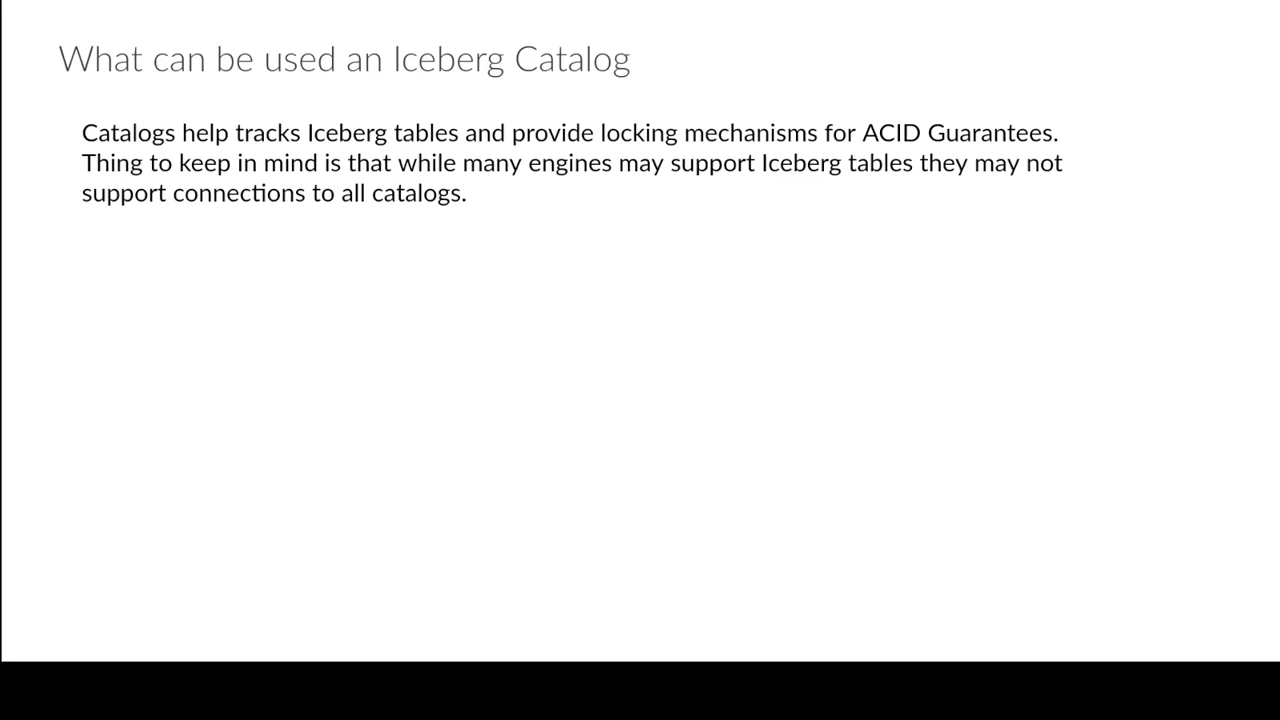 What can be used an Iceberg Catalog
Catalogs help tracks Iceberg tables and provide locking mechanisms for ACID Guarantees.
Thing to keep in mind is that while many engines may support Iceberg tables they may not
support connections to all catalogs.